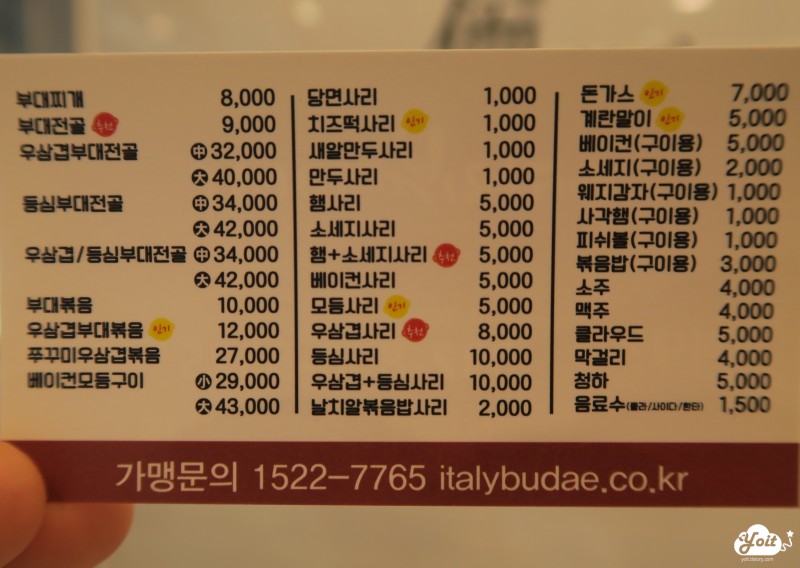 부대찌개 8,000
부대전골 추천 9,000
우삼겹부대전골 中 32,000
大 40,000
등심부대전골 中 34,000
大 42,000
우삼겹/등심부대전골 中 34,000
大 42,000
부대볶음 10,000
우삼겹부대볶음 인기 12,000
쭈꾸미우삼겹볶음 27,000
베이컨모듬구이 小 29,000
大 43,000
당면사리 1,000
치즈떡사리 인기 1,000
새알만두사리 1,000
만두사리 1,000
햄사리 5,000
소세지사리 5,000
햄+소세지사리 추천 5,000
베이컨사리 5,000
모듬사리 인기 5,000
우삼겹사리 추천 8,000
등심사리 10,000
우삼겹+등심사리 10,000
날치알볶음밥사리 2,000
돈가스 인기 7,000
계란말이 인기 5,000
베이컨(구이용) 5,000
소세지(구이용) 2,000
웨지감자(구이용) 1,000
사각햄(구이용) 1,000
피쉬볼(구이용) 1,000
볶음밥(구이용) 3,000
소주 4,000
맥주 4,000
클라우드 5,000
막걸리 4,000
청하 5,000
음료수(콜라/사이다/환타) 1,500
가맹문의 1522-7765 italybudae.co.kr
Yoit
yoit.tistory.com